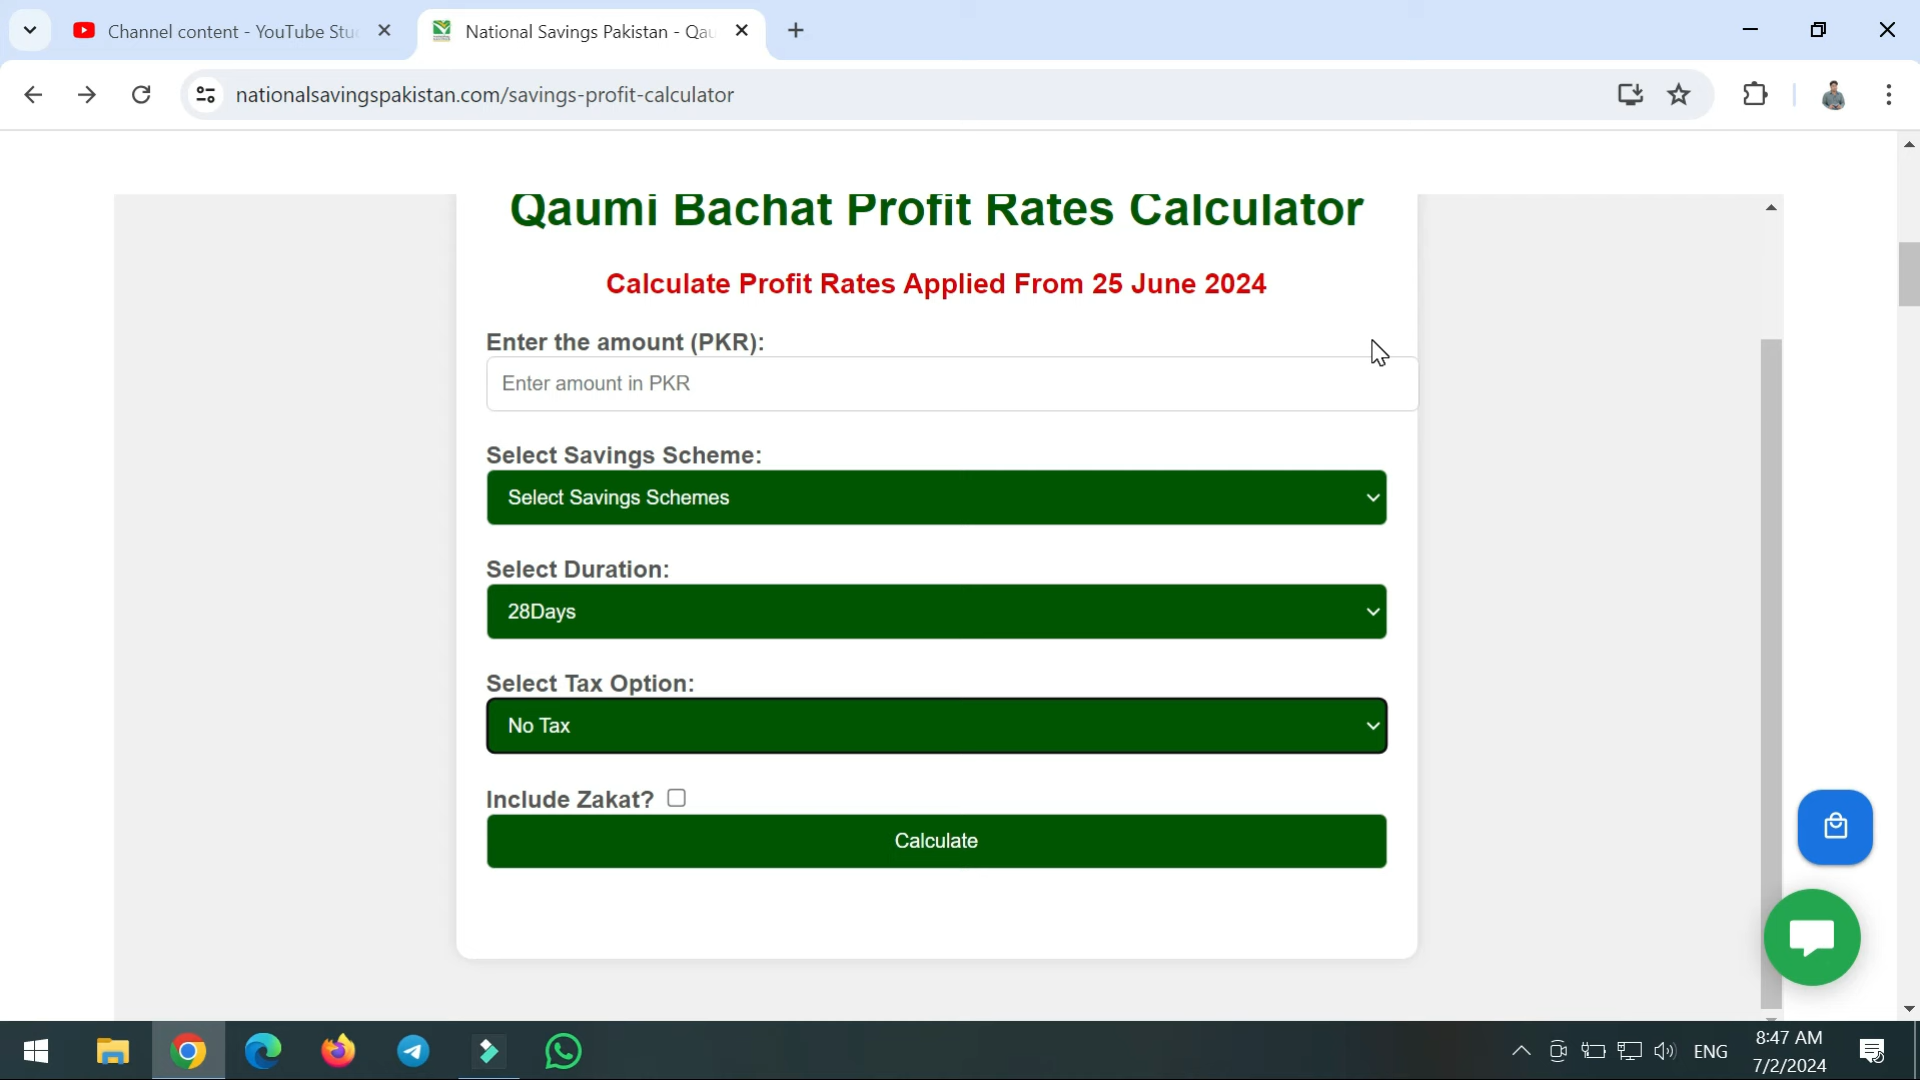 Channel content - YouTube Stu
National Savings Pakistan - Qau
nationalsavingspakistan.com/savings-profit-calculator
Qaumi Bachat Profit Rates Calculator
Calculate Profit Rates Applied From 25 June 2024
Enter the amount (PKR):
Enter amount in PKR
Select Savings Scheme:
Select Savings Schemes
Select Duration:
28Days
Select Tax Option:
No Tax
Include Zakat?
Calculate
ENG
8:47 AM
7/2/2024